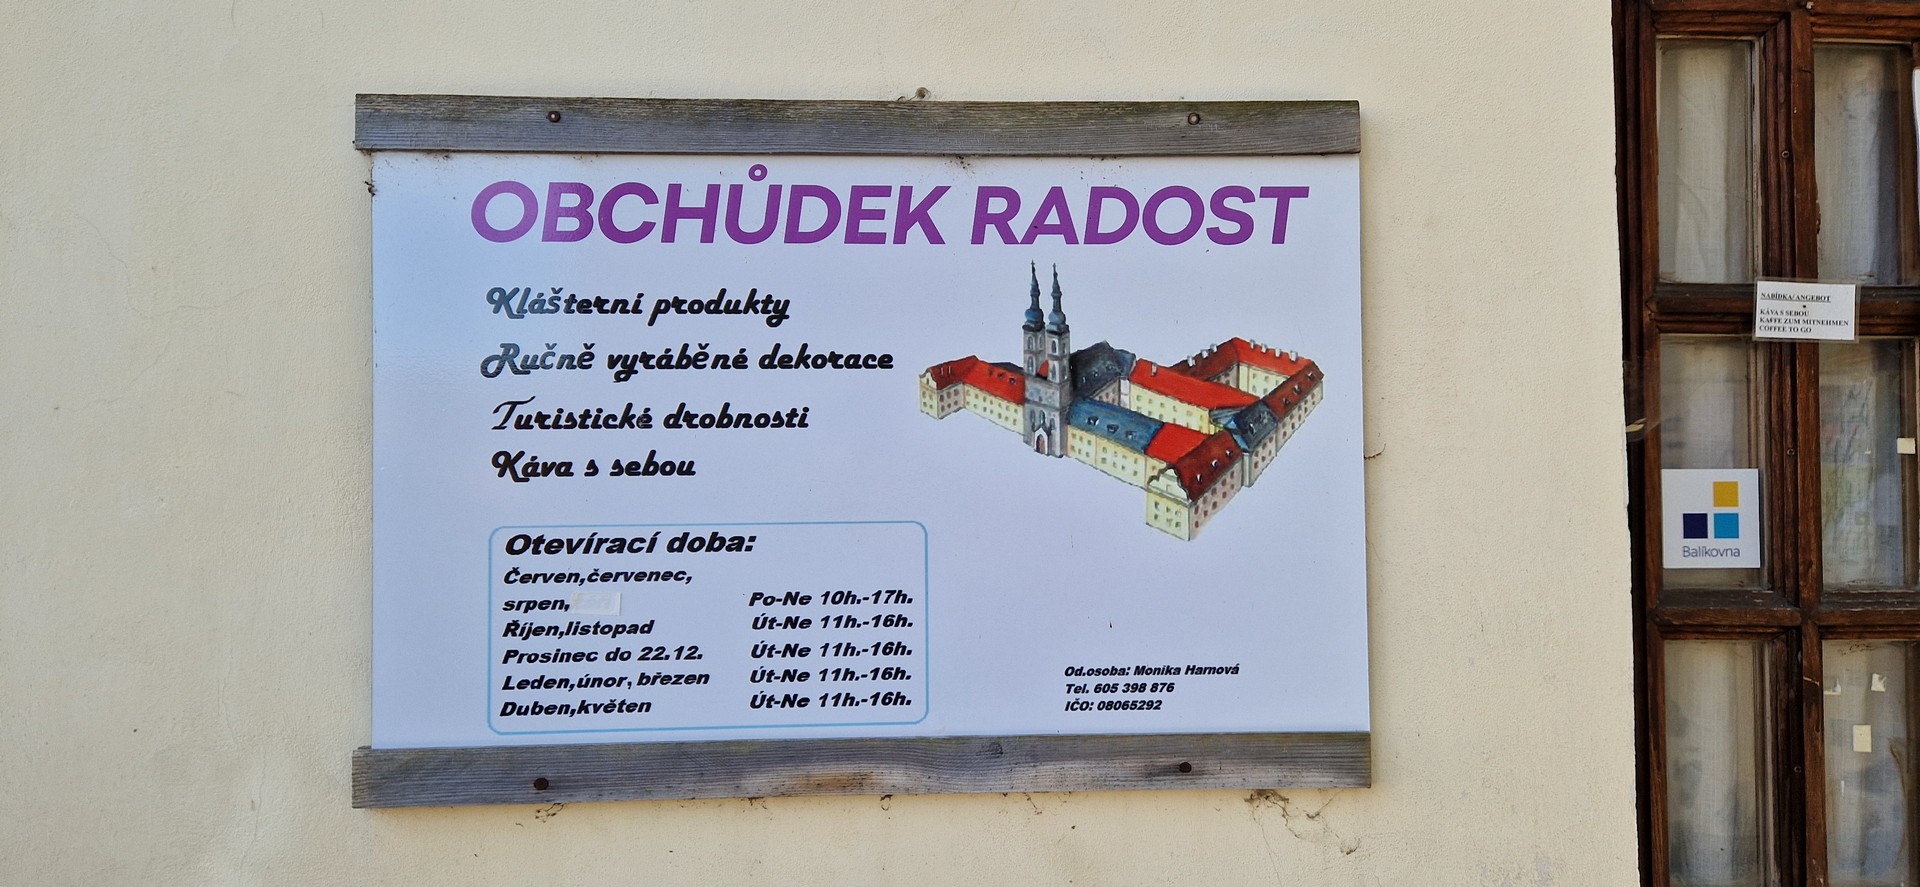 OBCHŮDEK RADOST
Klášterní produkty
Ručně vyráběné dekorace
Turistické drobnosti
Káva s sebou
Otevírací doba:
Červen,červenec,
srpen, Po-Ne 10h.-17h.
Říjen,listopad Út-Ne 11h.-16h.
Prosinec do 22.12. Út-Ne 11h.-16h.
Leden,únor, březen Út-Ne 11h.-16h.
Duben,květen Út-Ne 11h.-16h.
Od.osoba: Monika Harnová
Tel. 605 398 876
IČO: 08065292
NABÍDKA/ANGEBOT
KÁVA S SEBOU
KAFFE ZUM MITNEHMEN
COFFEE TO GO
Balíkovna